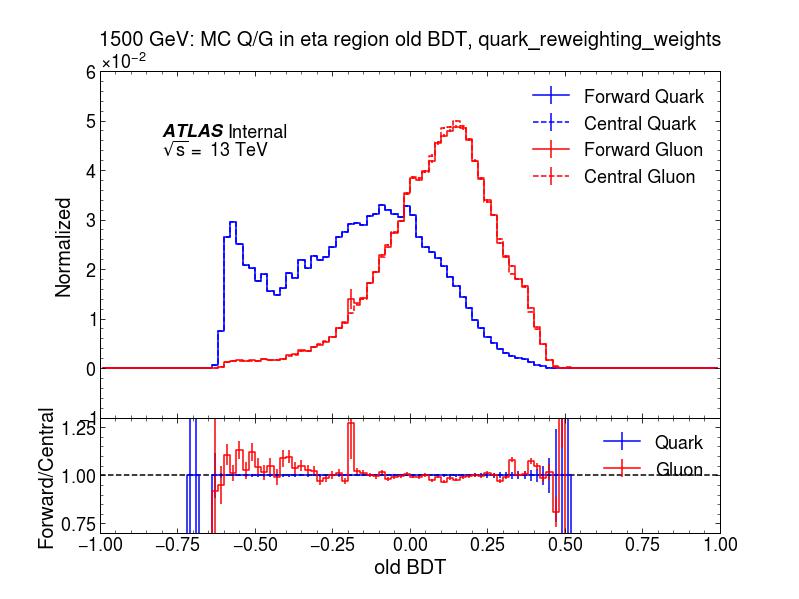 1500 GeV: MC Q/G in eta region old BDT, quark_reweighting_weights
×10⁻²
6
5
4
3
2
1
0
−1
Normalized
ATLAS Internal
√s = 13 TeV
Forward Quark
Central Quark
Forward Gluon
Central Gluon
1.25
1.00
0.75
Forward/Central
Quark
Gluon
−1.00 −0.75 −0.50 −0.25 0.00 0.25 0.50 0.75 1.00
old BDT